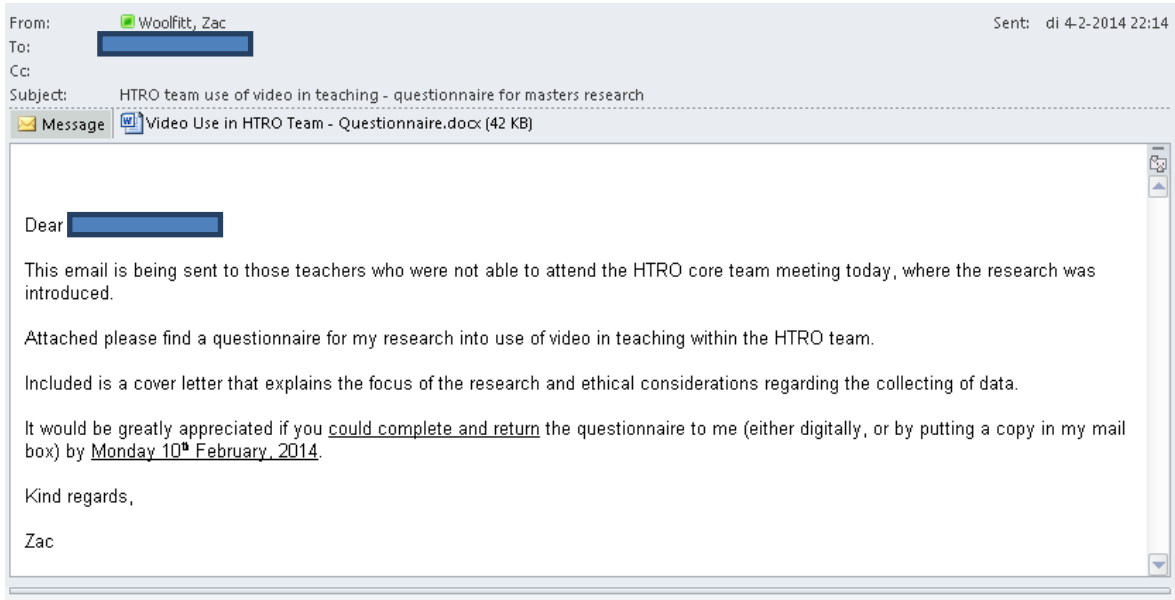 From: Woolfitt, Zac Sent: di 4-2-2014 22:14
To:
Cc:
Subject: HTRO team use of video in teaching - questionnaire for masters research
Message Video Use in HTRO Team - Questionnaire.docx (42 KB)
Dear
This email is being sent to those teachers who were not able to attend the HTRO core team meeting today, where the research was
introduced.
Attached please find a questionnaire for my research into use of video in teaching within the HTRO team.
Included is a cover letter that explains the focus of the research and ethical considerations regarding the collecting of data.
It would be greatly appreciated if you could complete and return the questionnaire to me (either digitally, or by putting a copy in my mail
box) by Monday 10th February, 2014.
Kind regards,
Zac